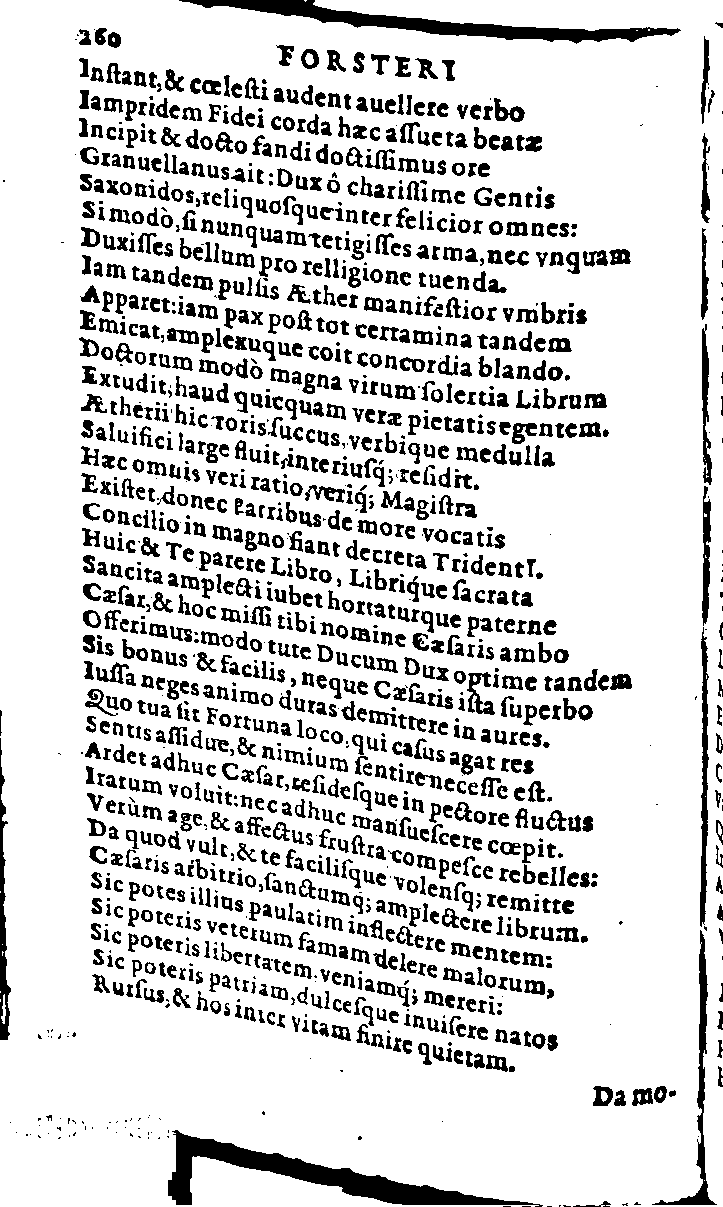 260
FORSTERI
Inſtant,& cœleſti audent auellere verbo
Iampridem Fidei corda hæc aſſueta beatæ
Incipit & docto fandi doctiſſimus ore
Granuellanus.ait: Dux ô chariſſime Gentis
Saxonidos,reliquoſque inter felicior omnes:
Si modò,ſi nunquam tetigiſſes arma,nec vnquam
Duxiſſes bellum pro relligione tuenda.
Iam tandem pulſis Æther manifeſtior vmbris
Apparet:iam pax poſt tot certamina tandem
Emicat,amplexuque coit concordia blando.
Doctorum modò magna virum ſolertia Librum
Extudit,haud quicquam veræ pietatis egentem.
Ætherii hic roris ſuccus,verbique medulla
Saluifici large fluit,interiuſq́; reſidit.
Hæc omnis veri ratio,veriq́; Magiſtra
Exiſtet,donec Patribus de more vocatis
Concilio in magno fiant decreta Tridenti.
Huic & Te parere Libro, Libriq́ue ſacrata
Sancita amplecti iubet hortaturque paterne
Cæſar,& hoc miſſi tibi nomine Cæſaris ambo
Offerimus:modo tute Ducum Dux optime tandem
Sis bonus & facilis, neque Cæſaris iſta ſuperbo
Iuſſa neges animo duras demittere in aures.
Quo tua ſit Fortuna loco,qui caſus agat res
Sentis aſſidue,& nimium ſentire neceſſe eſt.
Ardet adhuc Cæſar,reſideſque in pectore fluctus
Iratum voluit:nec adhuc manſueſcere cœpit.
Verùm age,& affectus fruſtra compeſce rebelles:
Da quod vult,& te faciliſque volenſq; remitte
Cæſaris arbitrio,ſanctumq́; amplectere librum.
Sic potes illius paulatim inflectere mentem:
Sic poteris veterum famam delere malorum,
Sic poteris libertatem,veniamq́; mereri:
Sic poteris patriam,dulceſque inuiſere natos
Rurſus,& hos inter vitam finire quietam.
Da mo-